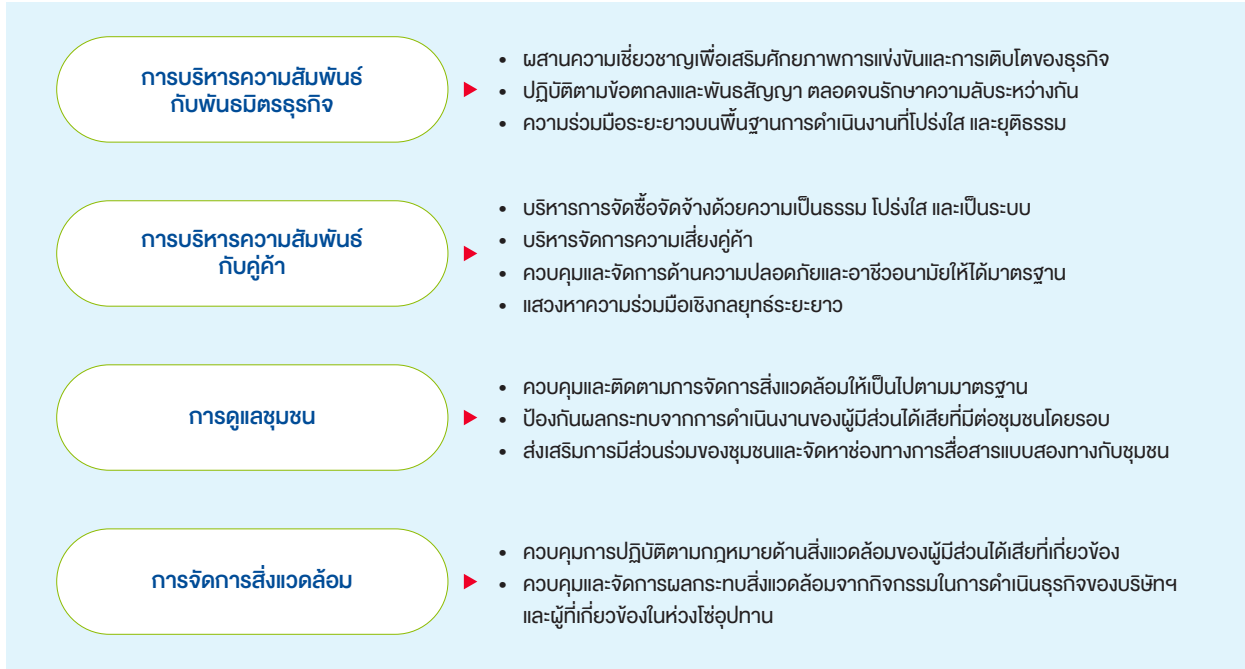 การบริหารความสัมพันธ์
กับพันธมิตรธุรกิจ
• ผสานความเชี่ยวชาญเพื่อเสริมศักยภาพการแข่งขันและการเติบโตของธุรกิจ
• ปฏิบัติตามข้อตกลงและพันธสัญญา ตลอดจนรักษาความลับระหว่างกัน
• ความร่วมมือระยะยาวบนพื้นฐานการดำเนินงานที่โปร่งใส และยุติธรรม
การบริหารความสัมพันธ์
กับคู่ค้า
• บริหารการจัดซื้อจัดจ้างด้วยความเป็นธรรม โปร่งใส และเป็นระบบ
• บริหารจัดการความเสี่ยงคู่ค้า
• ควบคุมและจัดการด้านความปลอดภัยและอาชีวอนามัยให้ได้มาตรฐาน
• แสวงหาความร่วมมือเชิงกลยุทธ์ระยะยาว
การดูแลชุมชน
• ควบคุมและติดตามการจัดการสิ่งแวดล้อมให้เป็นไปตามมาตรฐาน
• ป้องกันผลกระทบจากการดำเนินงานของผู้มีส่วนได้เสียที่มีต่อชุมชนโดยรอบ
• ส่งเสริมการมีส่วนร่วมของชุมชนและจัดหาช่องทางการสื่อสารแบบสองทางกับชุมชน
การจัดการสิ่งแวดล้อม
• ควบคุมการปฏิบัติตามกฎหมายด้านสิ่งแวดล้อมของผู้มีส่วนได้เสียที่เกี่ยวข้อง
• ควบคุมและจัดการผลกระทบสิ่งแวดล้อมจากกิจกรรมในการดำเนินธุรกิจของบริษัทฯ
และผู้ที่เกี่ยวข้องในห่วงโซ่อุปทาน